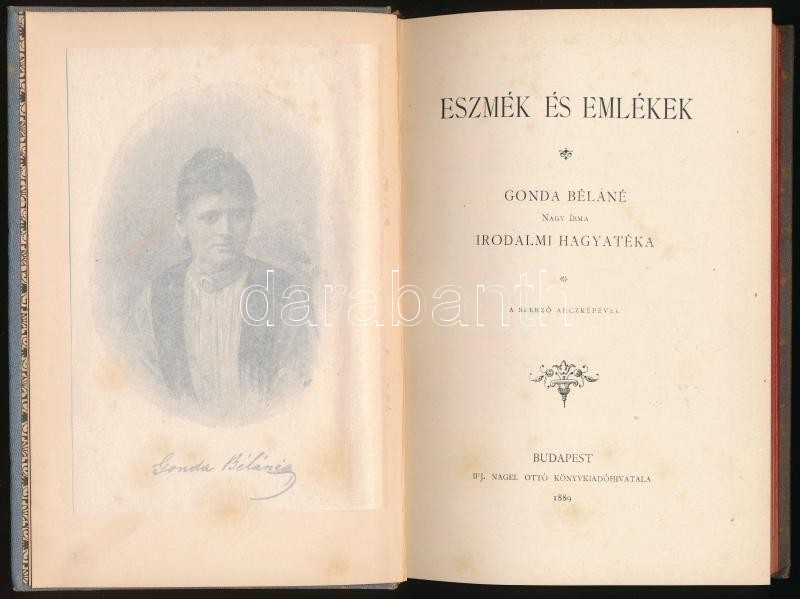 Gonda Béláné
ESZMÉK ÉS EMLÉKEK
GONDA BÉLÁNÉ
NAGY IRMA
IRODALMI HAGYATÉKA
A SZERZŐ ARCZKÉPÉVEL
BUDAPEST
IFJ. NAGEL OTTÓ KÖNYVKIADÓHIVATALA
1889
darabanth